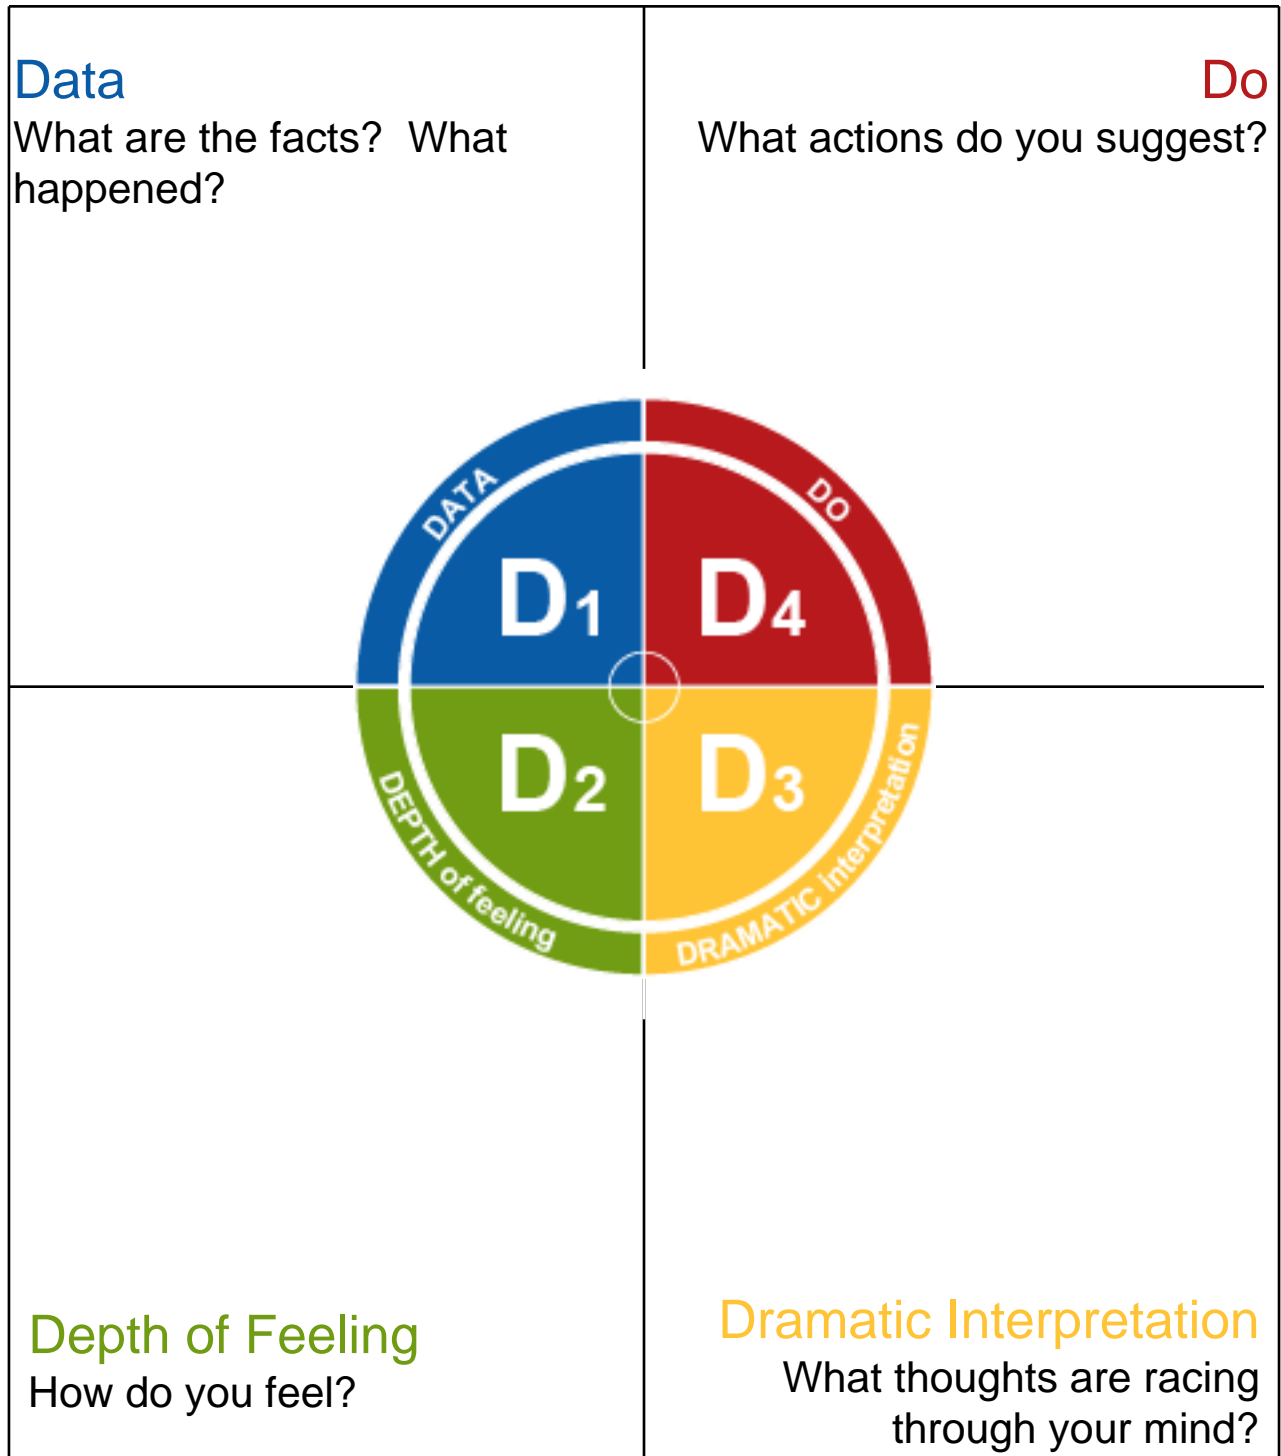 Data
What are the facts?  What
happened?
Do
What actions do you suggest?
DATA
DO
D1
D4
D2
D3
DEPTH of feeling
DRAMATIC interpretation
Depth of Feeling
How do you feel?
Dramatic Interpretation
What thoughts are racing
through your mind?